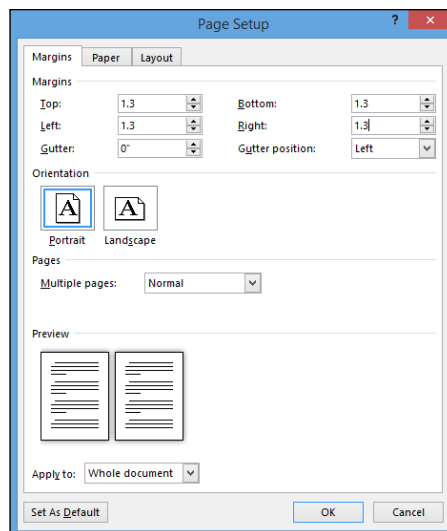 Page Setup
? ×
Margins Paper Layout
Margins
Top: 1.3 Bottom: 1.3
Left: 1.3 Right: 1.3
Gutter: 0" Gutter position: Left
Orientation
A A
Portrait Landscape
Pages
Multiple pages: Normal
Preview
Apply to: Whole document
Set As Default OK Cancel